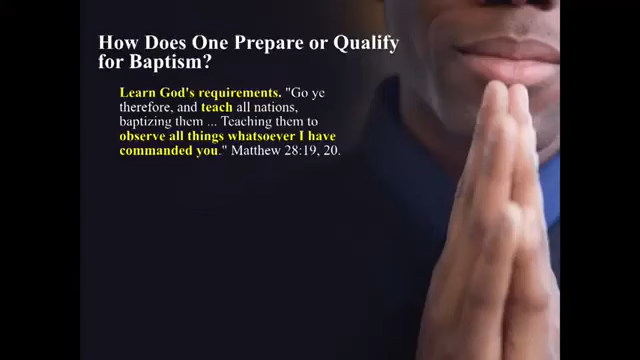 How Does One Prepare or Qualify
for Baptism?
Learn God's requirements. "Go ye
therefore, and teach all nations,
baptizing them ... Teaching them to
observe all things whatsoever I have
commanded you." Matthew 28:19, 20.